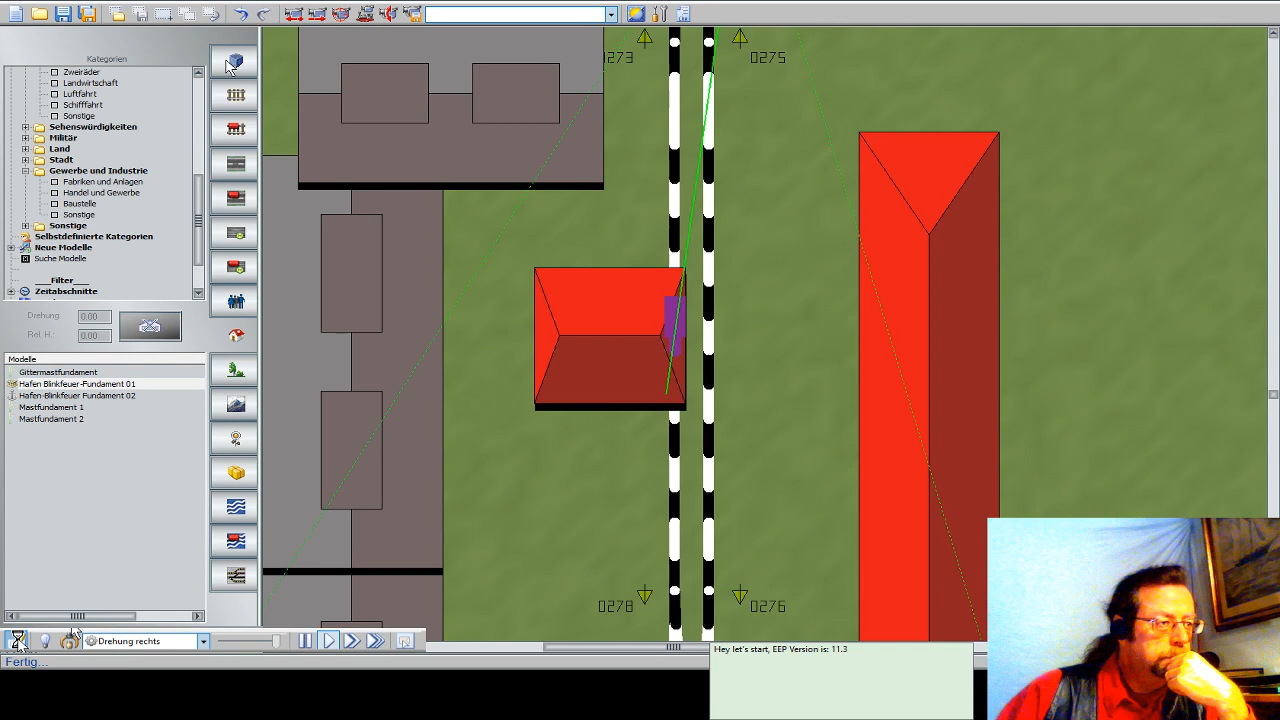 Kategorien
Zweiräder
Landwirtschaft
Luftfahrt
Schifffahrt
Sonstige
Sehenswürdigkeiten
Militär
Land
Stadt
Gewerbe und Industrie
Fabriken und Anlagen
Handel und Gewerbe
Baustelle
Sonstige
Sonstige
Selbstdefinierte Kategorien
Neue Modelle
Suche Modelle
___Filter___
Zeitabschnitte
Drehung: 0.00
Rel. H.: 0.00
Modelle
Gittermastfundament
Hafen Blinkfeuer-Fundament 01
Hafen-Blinkfeuer Fundament 02
Mastfundament 1
Mastfundament 2
Drehung rechts
Fertig...
0273
0275
0278
0276
Hey let's start, EEP Version is: 11.3